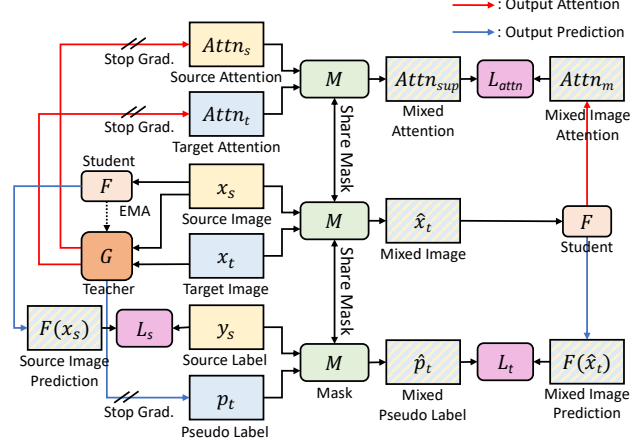 : Output Attention
: Output Prediction
Stop Grad.
Attn_s
Source Attention
M
Attn_sup
Mixed
Attention
L_attn
Attn_m
Mixed Image
Attention
Stop Grad.
Attn_t
Target Attention
Share Mask
Student
F
EMA
x_s
Source Image
M
x̂_t
Mixed Image
F
Student
G
Teacher
x_t
Target Image
Share Mask
F(x_s)
Source Image
Prediction
L_s
y_s
Source Label
M
Mask
p̂_t
Mixed
Pseudo Label
L_t
F(x̂_t)
Mixed Image
Prediction
Stop Grad.
p_t
Pseudo Label